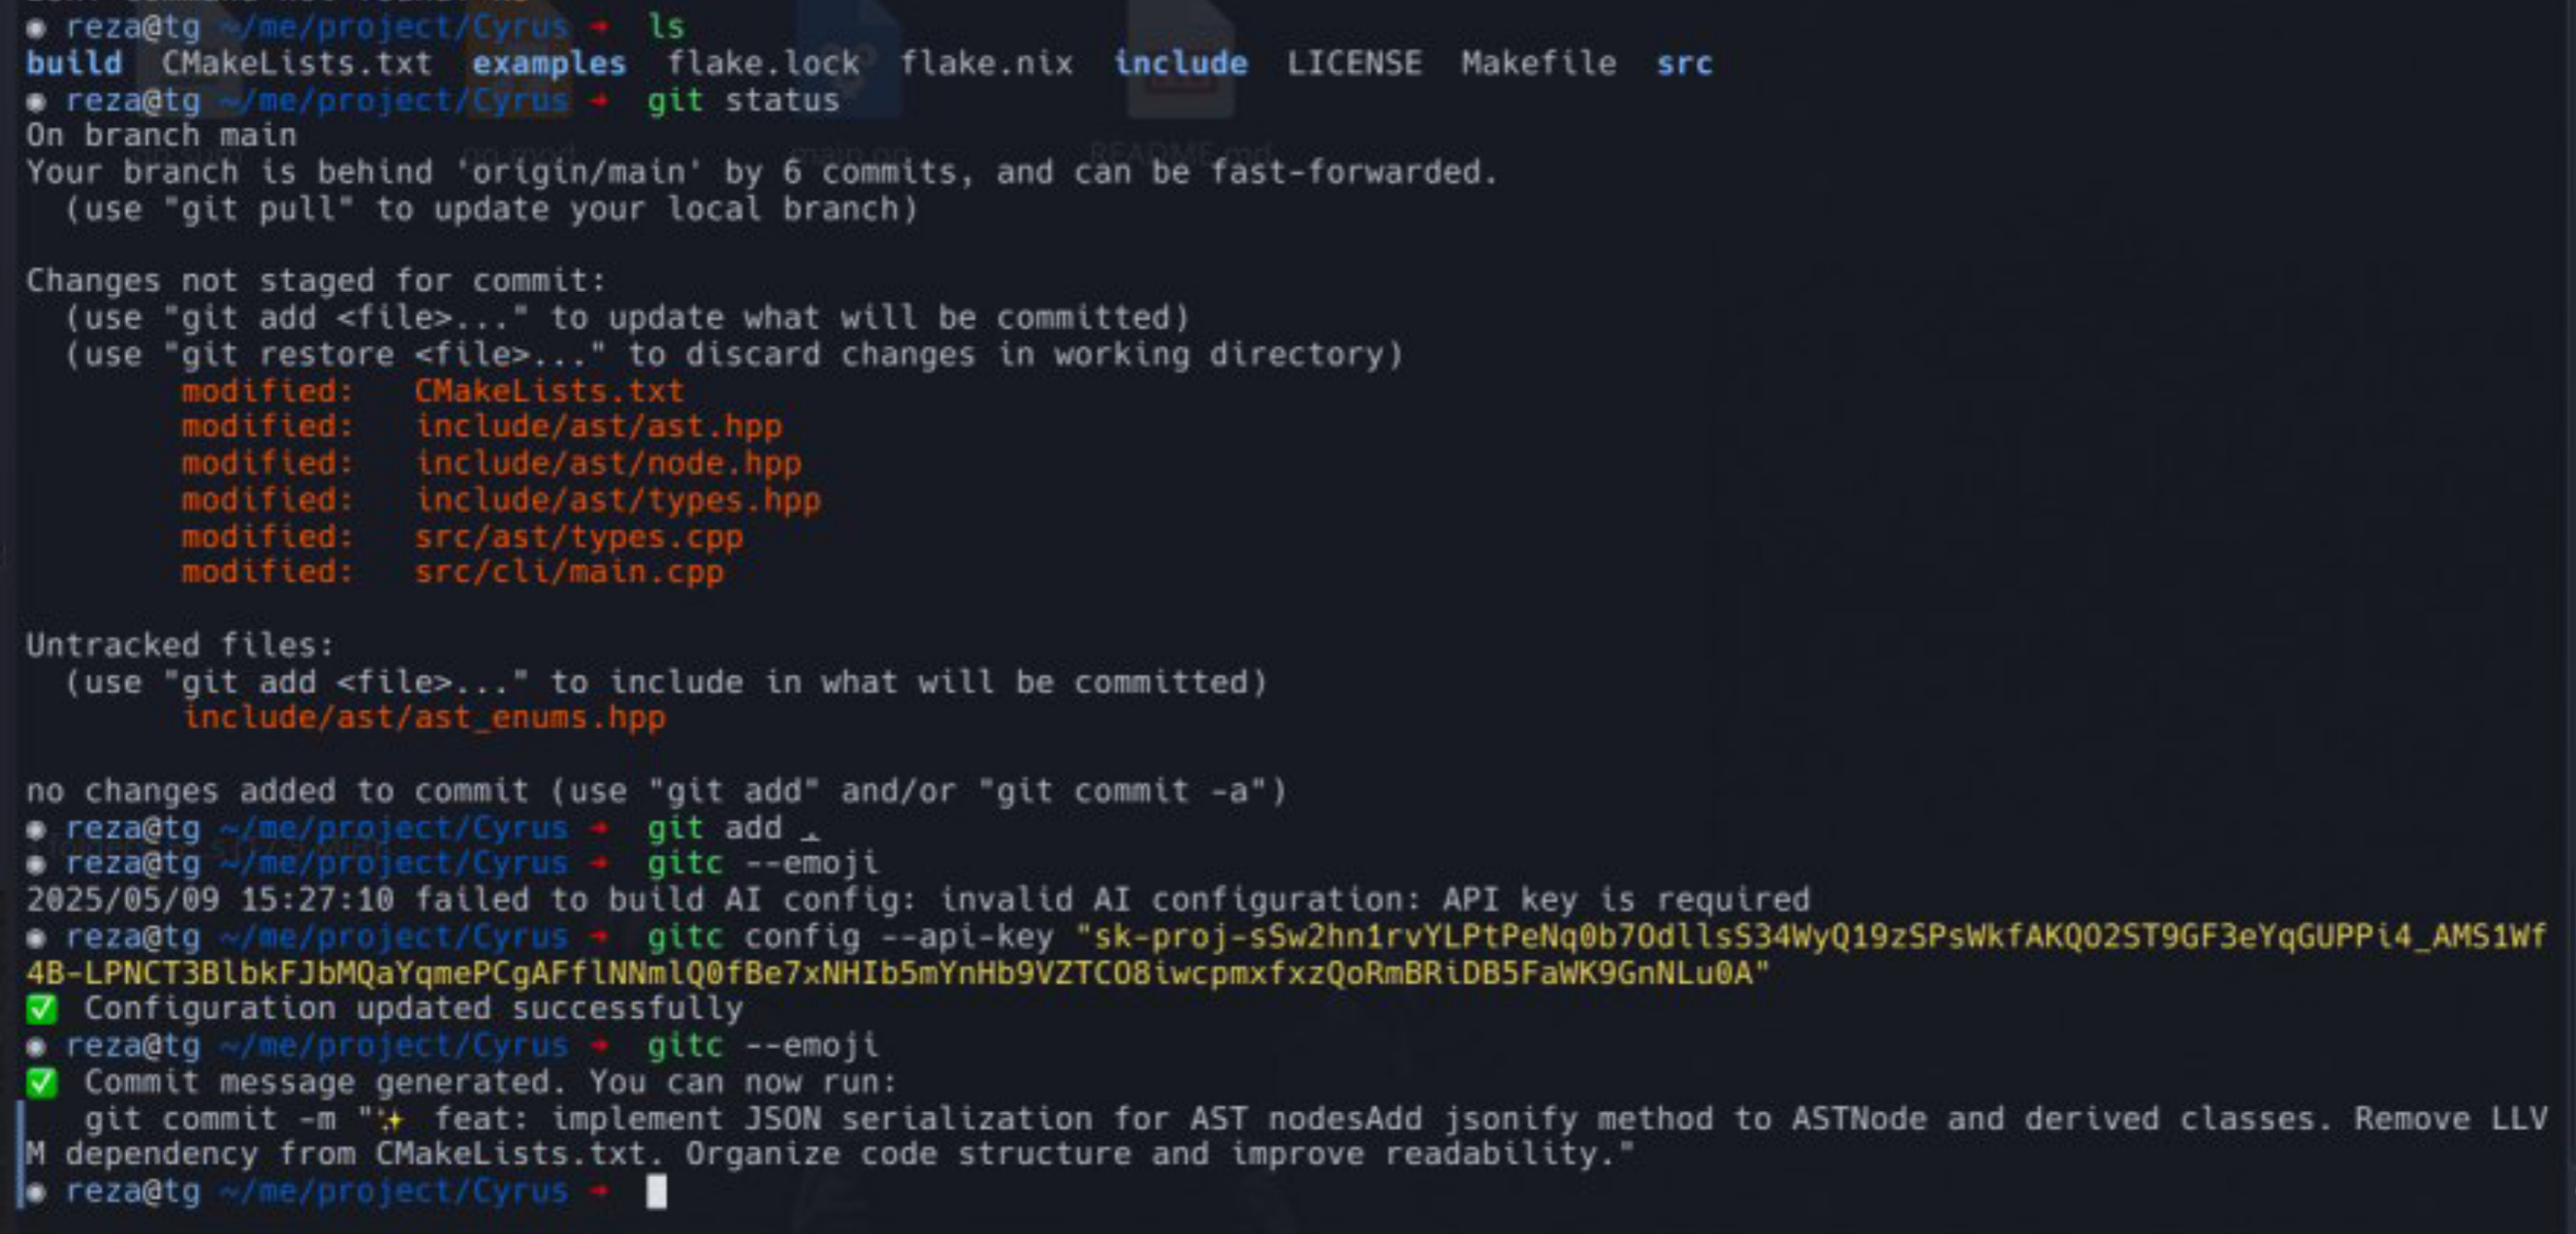 ● reza@tg ~/me/project/Cyrus → ls
build CMakeLists.txt examples flake.lock flake.nix include LICENSE Makefile src
● reza@tg ~/me/project/Cyrus → git status
On branch main
Your branch is behind 'origin/main' by 6 commits, and can be fast-forwarded.
(use "git pull" to update your local branch)
Changes not staged for commit:
(use "git add <file>..." to update what will be committed)
(use "git restore <file>..." to discard changes in working directory)
modified: CMakeLists.txt
modified: include/ast/ast.hpp
modified: include/ast/node.hpp
modified: include/ast/types.hpp
modified: src/ast/types.cpp
modified: src/cli/main.cpp
Untracked files:
(use "git add <file>..." to include in what will be committed)
include/ast/ast_enums.hpp
no changes added to commit (use "git add" and/or "git commit -a")
● reza@tg ~/me/project/Cyrus → git add .
● reza@tg ~/me/project/Cyrus → gitc --emoji
2025/05/09 15:27:10 failed to build AI config: invalid AI configuration: API key is required
● reza@tg ~/me/project/Cyrus → gitc config --api-key "[API key redacted]"
✅ Configuration updated successfully
● reza@tg ~/me/project/Cyrus → gitc --emoji
✅ Commit message generated. You can now run:
git commit -m "✨ feat: implement JSON serialization for AST nodesAdd jsonify method to ASTNode and derived classes. Remove LLV
M dependency from CMakeLists.txt. Organize code structure and improve readability."
● reza@tg ~/me/project/Cyrus →